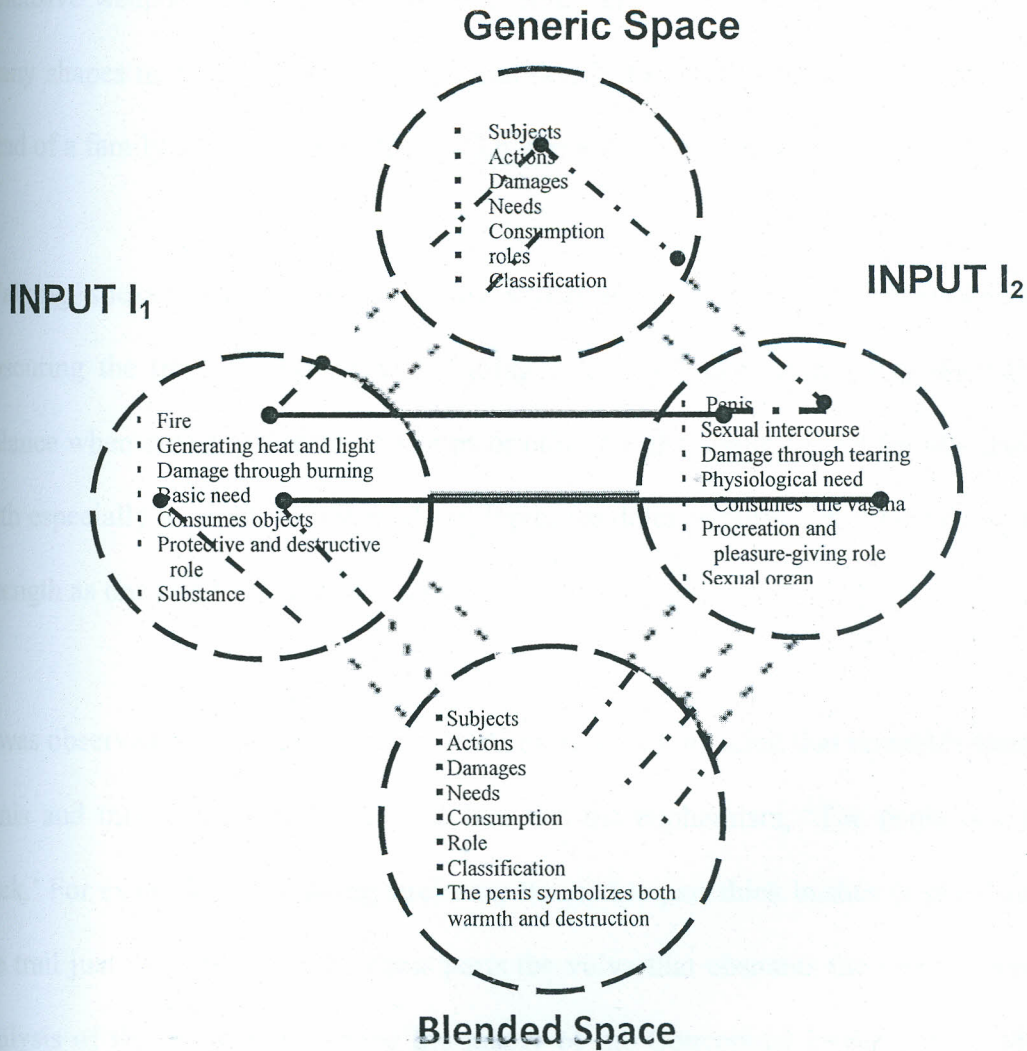 Generic Space
Subjects
Actions
Damages
Needs
Consumption
roles
Classification
INPUT I₁
INPUT I₂
Fire
Generating heat and light
Damage through burning
Basic need
Consumes objects
Protective and destructive
role
Substance
Penis
Sexual intercourse
Damage through tearing
Physiological need
“Consumes” the vagina
Procreation and
pleasure-giving role
Sexual organ
Subjects
Actions
Damages
Needs
Consumption
Role
Classification
The penis symbolizes both
warmth and destruction
Blended Space